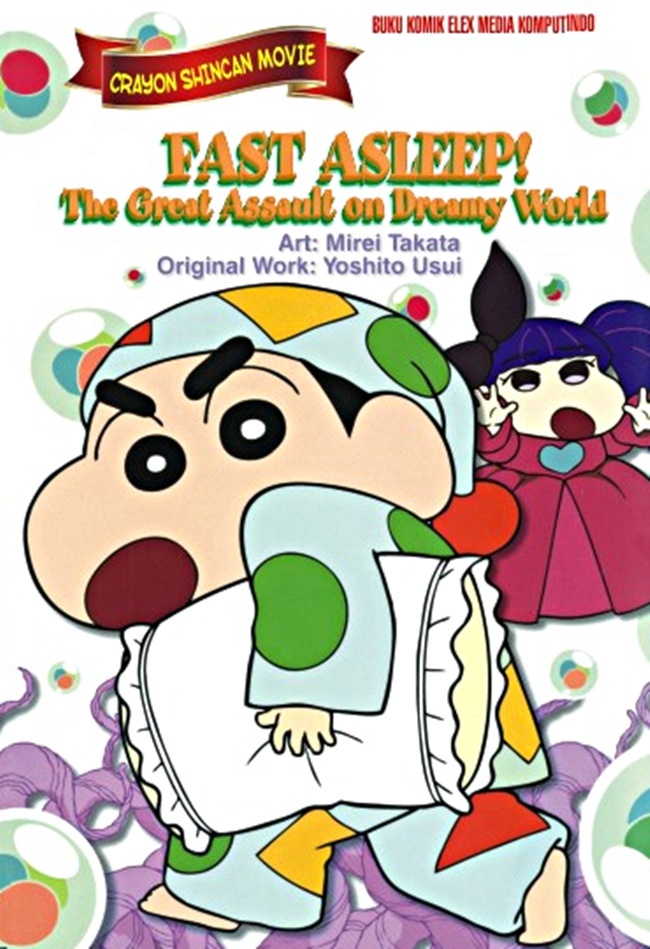 BUKU KOMIK ELEX MEDIA KOMPUTINDO
CRAYON SHINCAN MOVIE
FAST ASLEEP!
The Great Assault on Dreamy World
Art: Mirei Takata
Original Work: Yoshito Usui